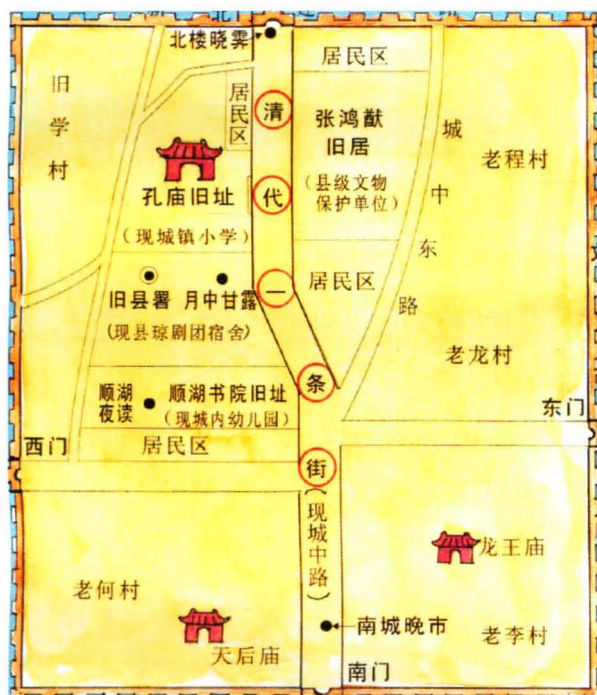 北楼晓霁
居民区
旧学村
居民区
清
张鸿猷
旧居
(县级文物
保护单位)
城中东路
老程村
孔庙旧址
(现城镇小学)
代
旧县署
月中甘露
(现县琼剧团宿舍)
一
居民区
老龙村
顺湖
夜读
顺湖书院旧址
(现城内幼儿园)
条
东门
西门
居民区
街
(现城中路)
龙王庙
老何村
天后庙
南城晚市
老李村
南门